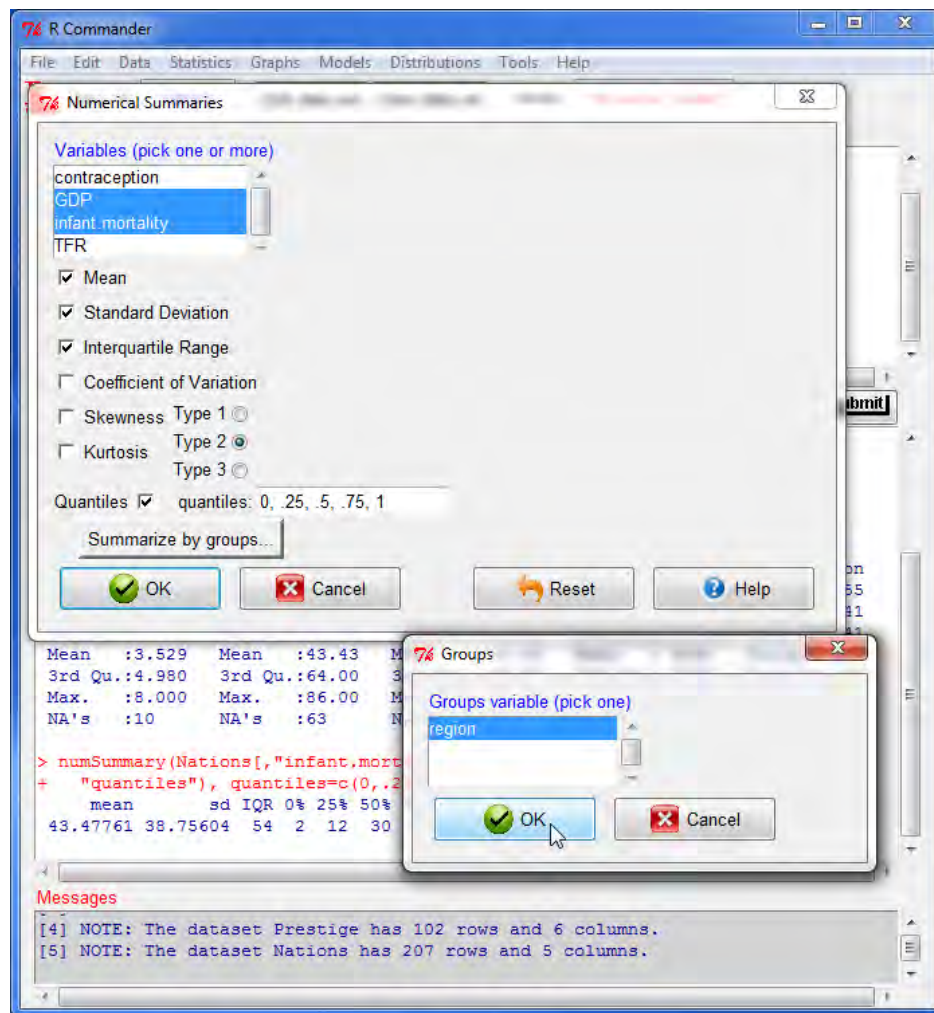 R Commander
File Edit Data Statistics Graphs Models Distributions Tools Help
Numerical Summaries
Variables (pick one or more)
contraception
GDP
infant.mortality
TFR
Mean
Standard Deviation
Interquartile Range
Coefficient of Variation
Skewness Type 1
Type 2
Kurtosis
Type 3
Quantiles quantiles: 0, .25, .5, .75, 1
Summarize by groups...
OK Cancel Reset Help
Mean :3.529 Mean :43.43 M
3rd Qu.:4.980 3rd Qu.:64.00 3
Max. :8.000 Max. :86.00 M
NA's :10 NA's :63 N
Groups
Groups variable (pick one)
region
OK Cancel
> numSummary(Nations[,"infant.mort
+ "quantiles"), quantiles=c(0,.2
mean sd IQR 0% 25% 50%
43.47761 38.75604 54 2 12 30
Messages
[4] NOTE: The dataset Prestige has 102 rows and 6 columns.
[5] NOTE: The dataset Nations has 207 rows and 5 columns.